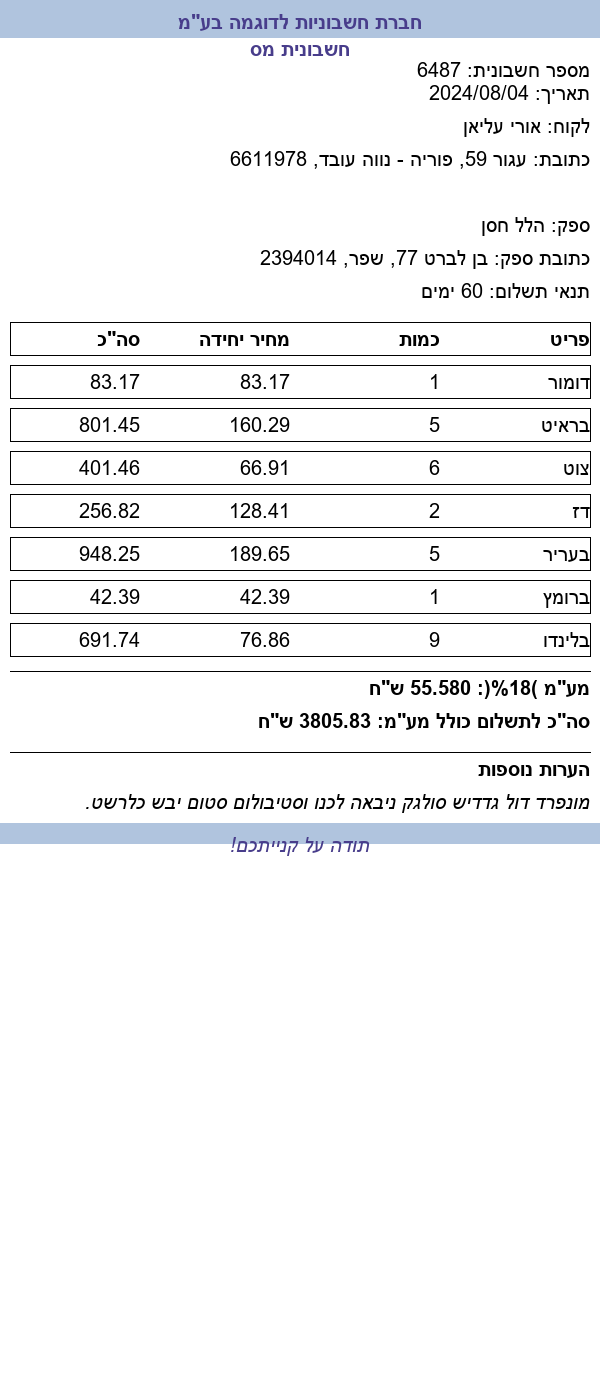 חברת חשבוניות לדוגמה בע"מ
חשבונית מס
מספר חשבונית: 6487
תאריך: 2024/08/04
לקוח: אורי עליאן
כתובת: עגור 59, פוריה - נווה עובד, 6611978
ספק: הלל חסן
כתובת ספק: בן לברט 77, שפר, 2394014
תנאי תשלום: 60 ימים
פריט כמות מחיר יחידה סה"כ
דומור 1 83.17 83.17
בראיט 5 160.29 801.45
צוט 6 66.91 401.46
דז 2 128.41 256.82
בעריר 5 189.65 948.25
ברומץ 1 42.39 42.39
בלינדו 9 76.86 691.74
מע"מ )18%(: 55.580 ש"ח
סה"כ לתשלום כולל מע"מ: 3805.83 ש"ח
הערות נוספות
מונפרד דול גדדיש סולגק ניבאה לכנו וסטיבולום סטום יבש כלרשט.
תודה על קנייתכם!